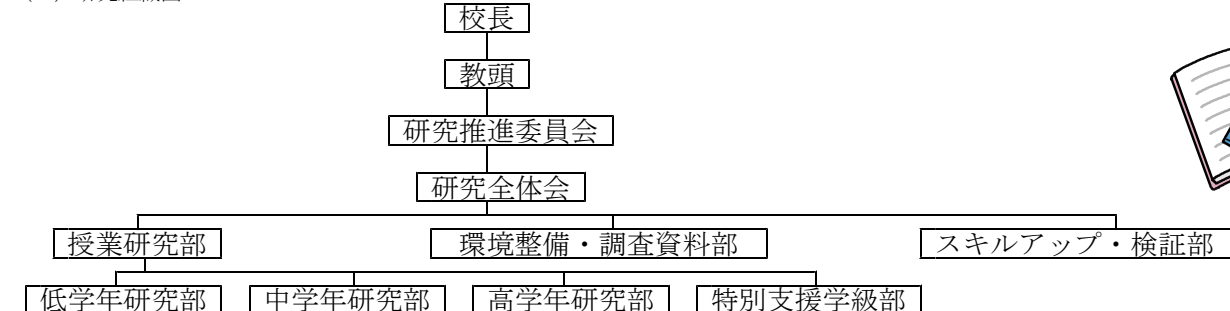 校長
教頭
研究推進委員会
研究全体会
授業研究部 環境整備・調査資料部 スキルアップ・検証部
低学年研究部 中学年研究部 高学年研究部 特別支援学級部